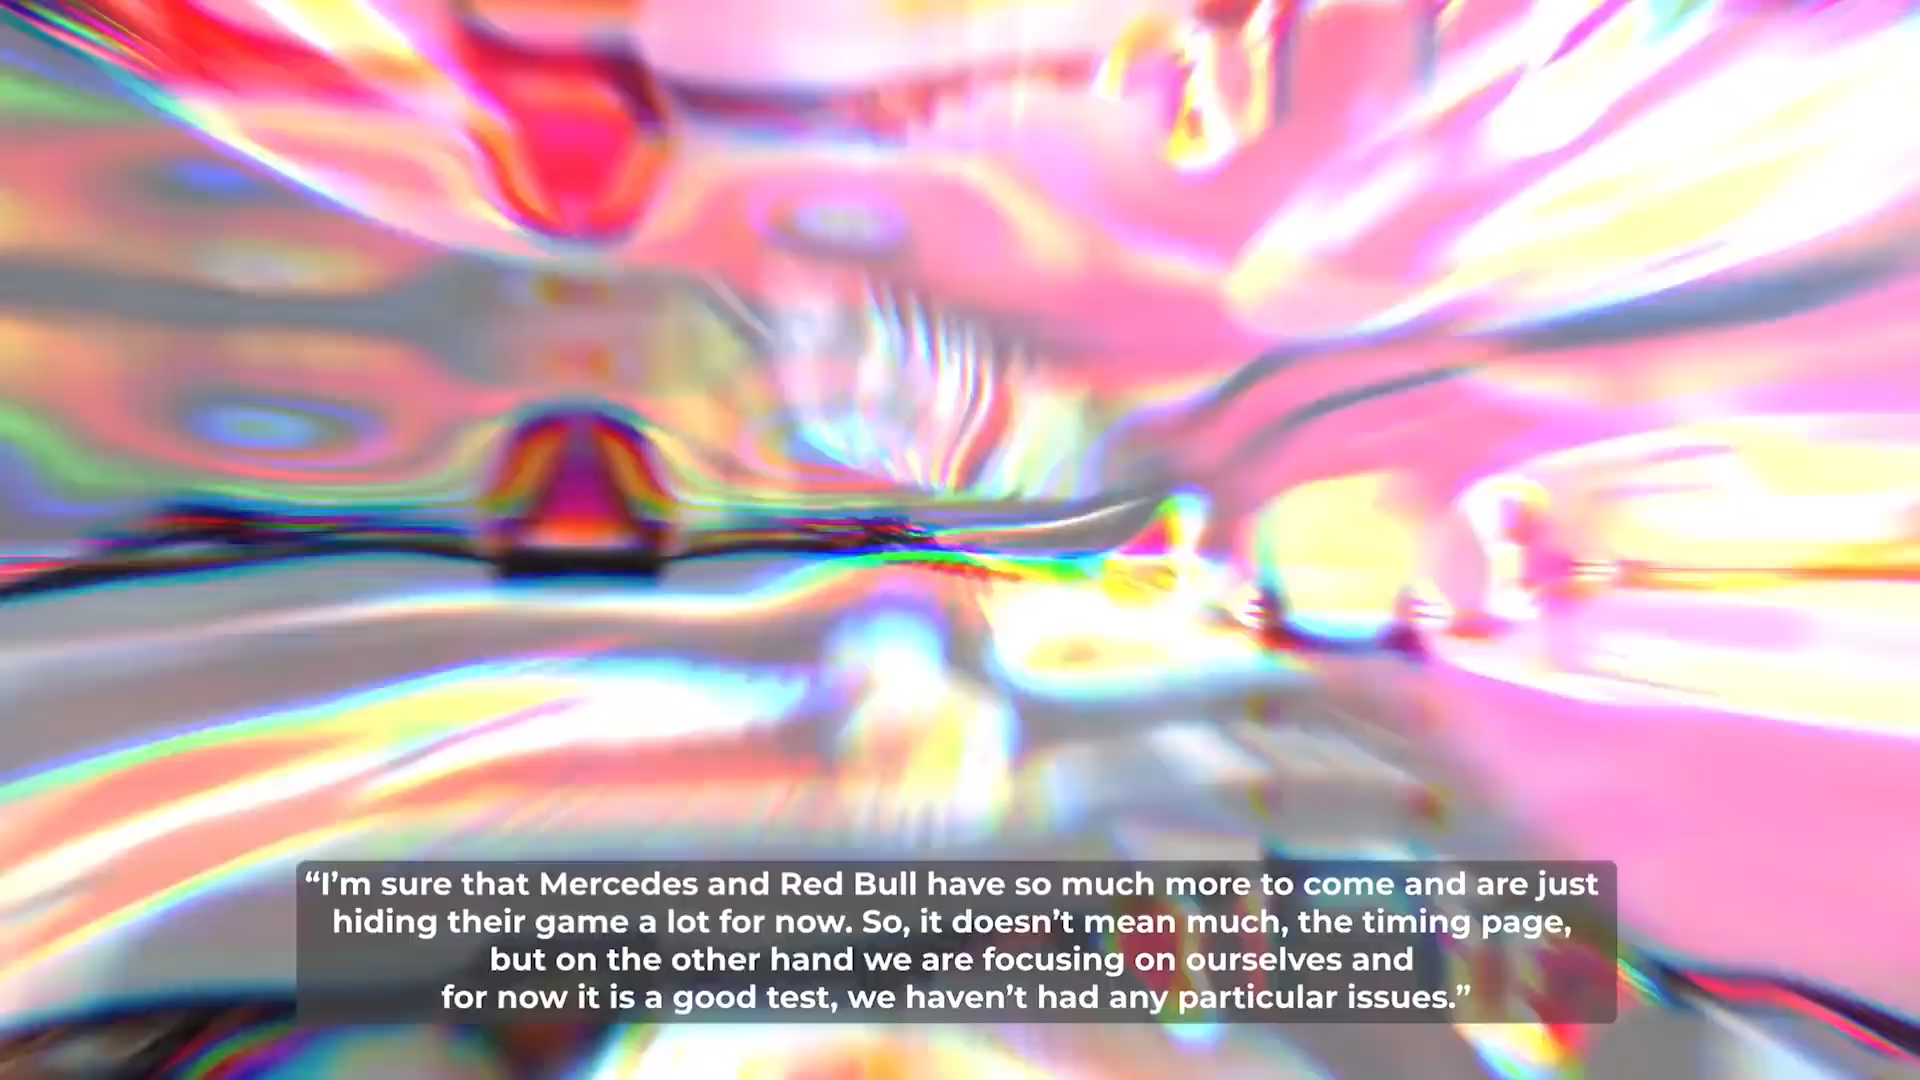 “I’m sure that Mercedes and Red Bull have so much more to come and are just
hiding their game a lot for now. So, it doesn’t mean much, the timing page,
but on the other hand we are focusing on ourselves and
for now it is a good test, we haven’t had any particular issues.”